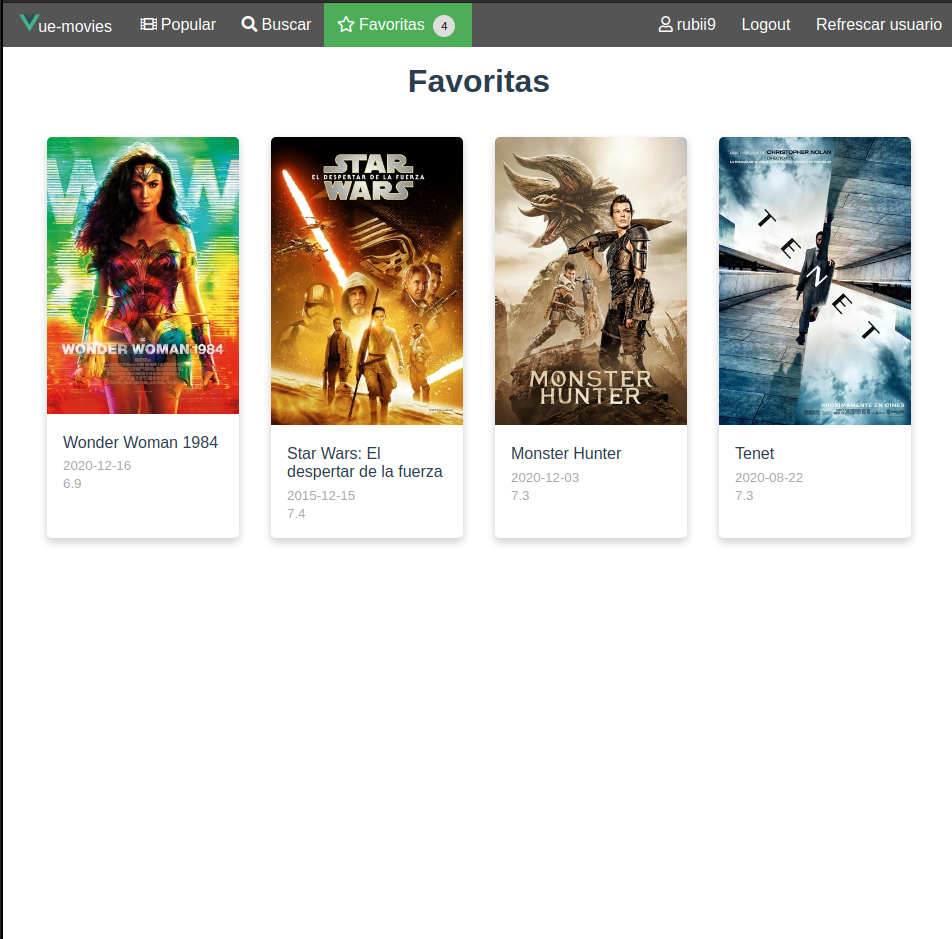 Vue-movies Popular Buscar Favoritas 4 rubii9 Logout Refrescar usuario
Favoritas
WW
WONDER WOMAN 1984
STAR
EL DESPERTAR DE LA FUERZA
WARS
MONSTER
HUNTER
CHRISTOPHER NOLAN
TENET
PRÓXIMAMENTE EN CINES
Wonder Woman 1984
2020-12-16
6.9
Star Wars: El
despertar de la fuerza
2015-12-15
7.4
Monster Hunter
2020-12-03
7.3
Tenet
2020-08-22
7.3